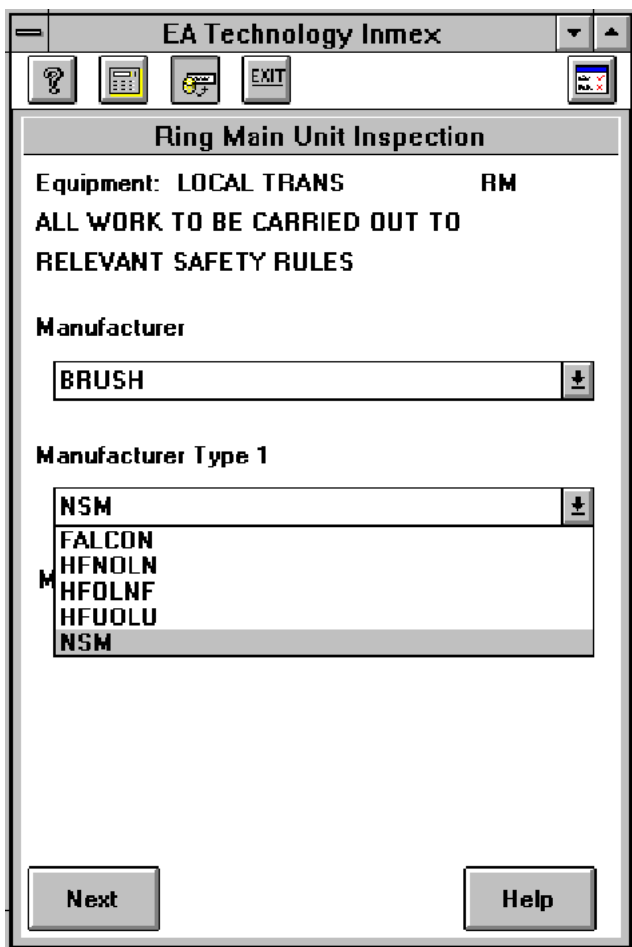 EA Technology Inmex
? EXIT
Ring Main Unit Inspection
Equipment: LOCAL TRANS RM
ALL WORK TO BE CARRIED OUT TO
RELEVANT SAFETY RULES
Manufacturer
BRUSH
Manufacturer Type 1
NSM
FALCON
HFNOLN
M
HFOLNF
HFUOLU
NSM
Next Help